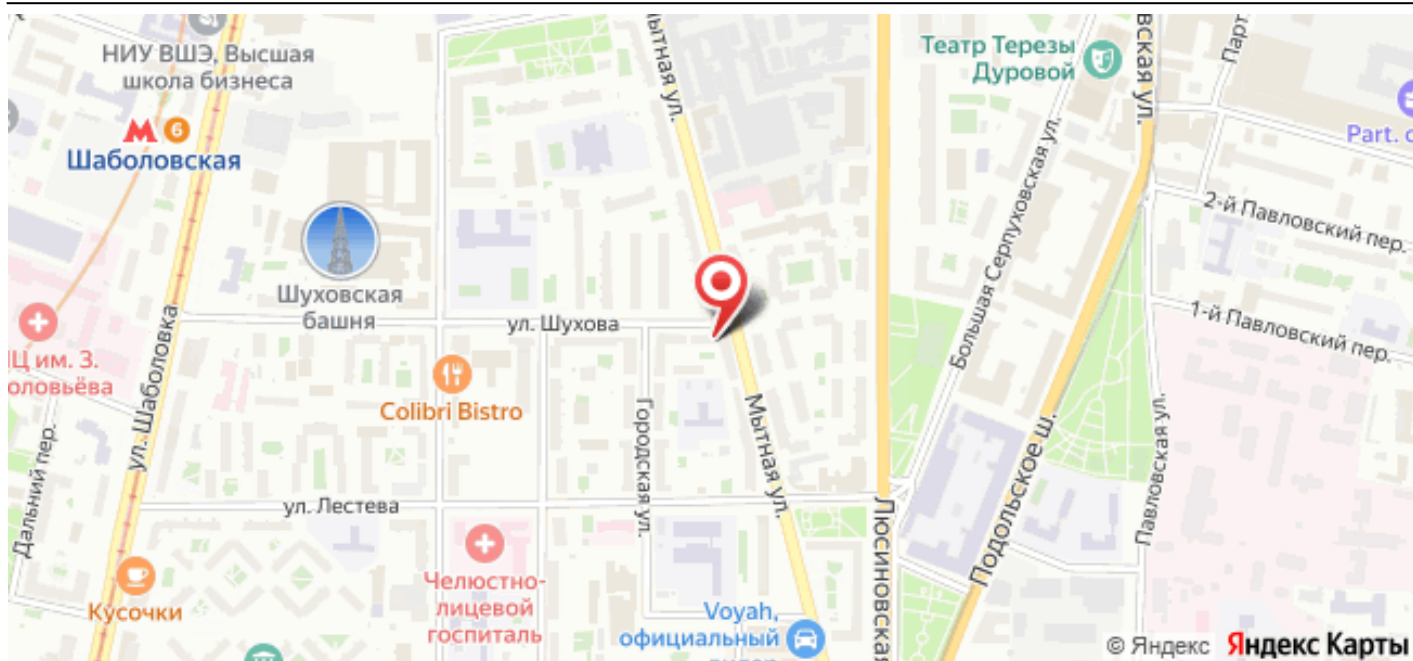 НИУ ВШЭ, Высшая
школа бизнеса
6
Шаболовская
Мытная ул.
Театр Терезы
Дуровой
Парт.
Part.
2-й Павловский пер.
1-й Павловский пер.
Большая Серпуховская ул.
Шуховская
башня
ул. Шухова
ул. Шаболовка
им. З.
Colibri Bistro
Городская ул.
Мытная ул.
Дальний пер.
ул. Лестева
Люсиновская
Подольское ш.
Павловская ул.
Кусочки
Челюстно-
лицевой
госпиталь
Voyah,
официальный
© Яндекс Яндекс Карты